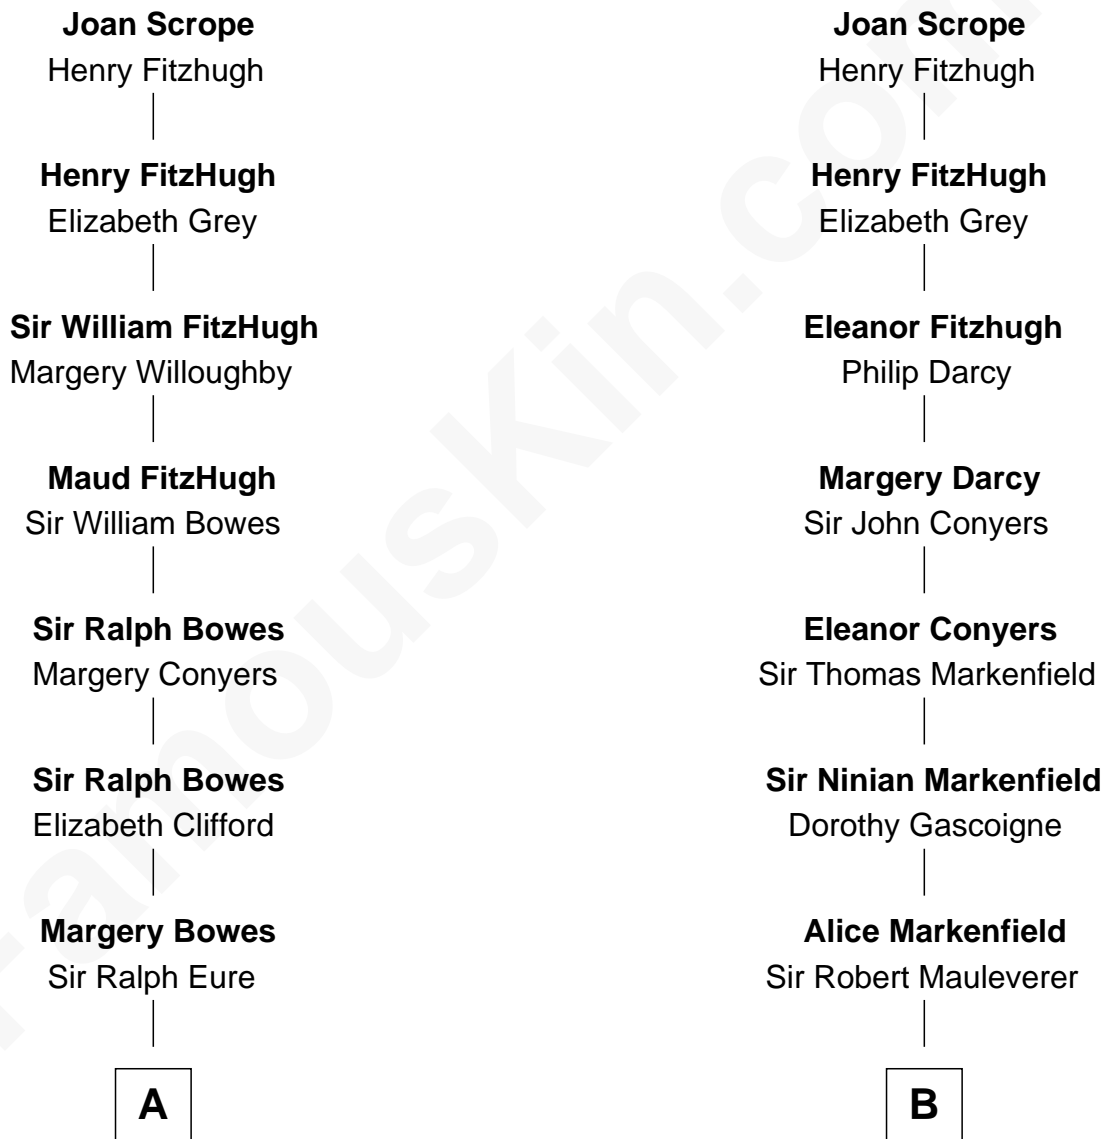 Joan Scrope
Henry Fitzhugh
Henry FitzHugh
Elizabeth Grey
Sir William FitzHugh
Margery Willoughby
Maud FitzHugh
Sir William Bowes
Sir Ralph Bowes
Margery Conyers
Sir Ralph Bowes
Elizabeth Clifford
Margery Bowes
Sir Ralph Eure
A
Joan Scrope
Henry Fitzhugh
Henry FitzHugh
Elizabeth Grey
Eleanor Fitzhugh
Philip Darcy
Margery Darcy
Sir John Conyers
Eleanor Conyers
Sir Thomas Markenfield
Sir Ninian Markenfield
Dorothy Gascoigne
Alice Markenfield
Sir Robert Mauleverer
B
FamousKin.com